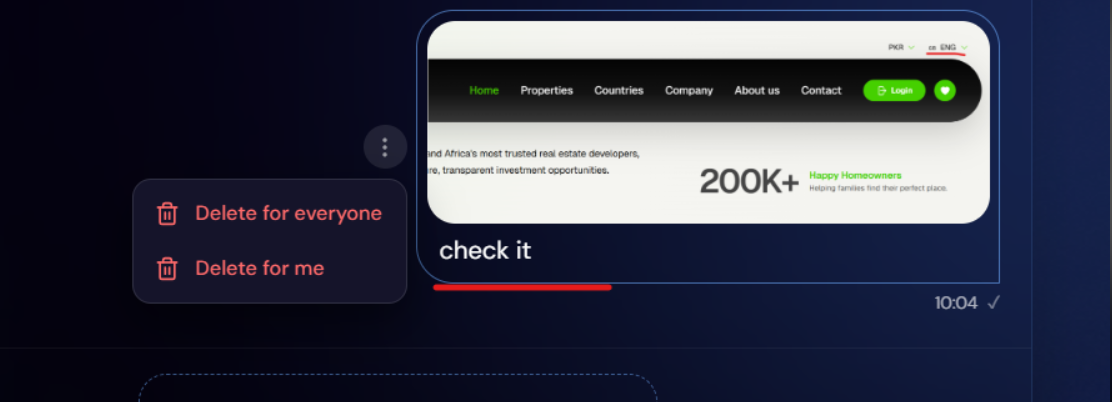 PKR
ENG
Home Properties Countries Company About us Contact Login
and Africa's most trusted real estate developers,
re, transparent investment opportunities.
200K+
Happy Homeowners
Helping families find their perfect place.
Delete for everyone
Delete for me
check it
10:04